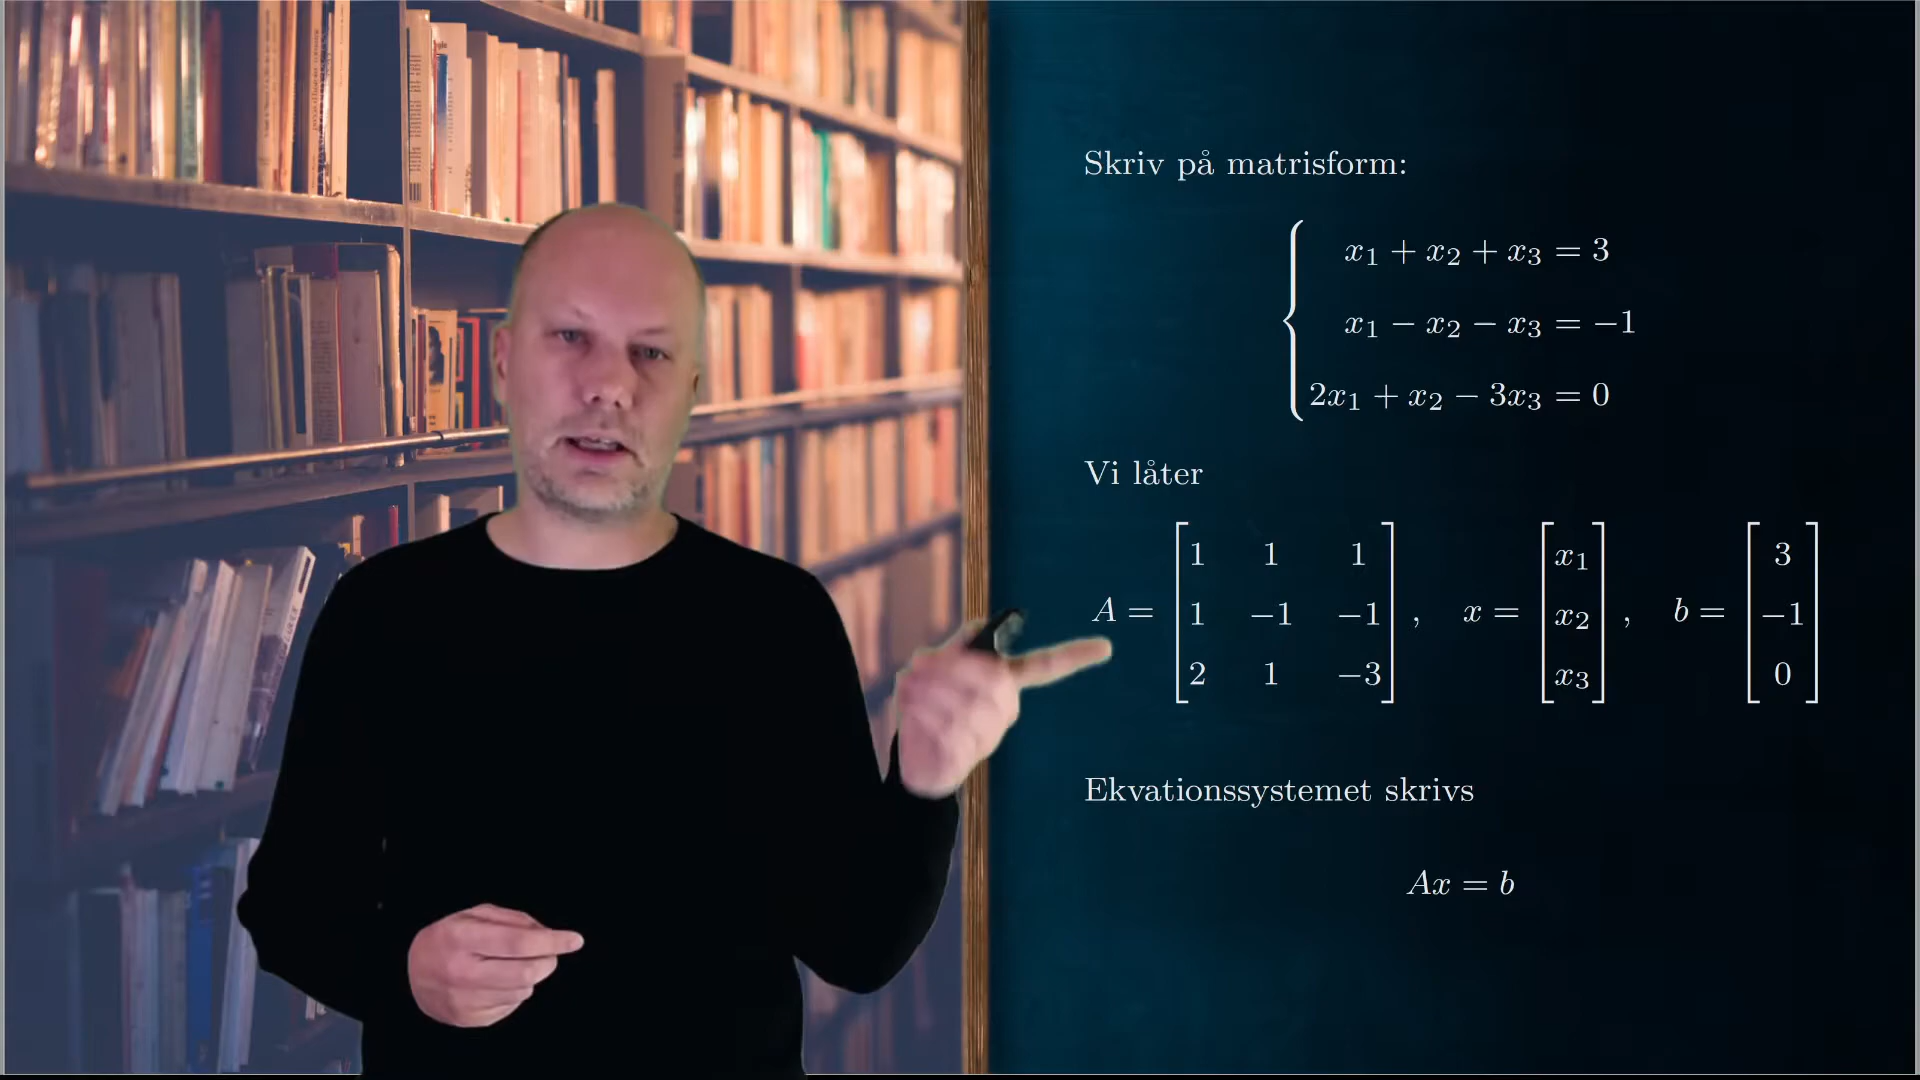 Skriv på matrisform:
x₁ + x₂ + x₃ = 3
x₁ − x₂ − x₃ = −1
2x₁ + x₂ − 3x₃ = 0
Vi låter
A = [1 1 1; 1 −1 −1; 2 1 −3], x = [x₁; x₂; x₃], b = [3; −1; 0]
Ekvationssystemet skrivs
Ax = b